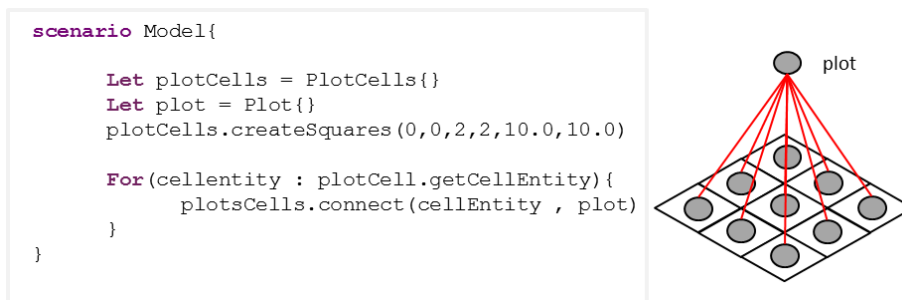 scenario Model{
Let plotCells = PlotCells{}
Let plot = Plot{}
plotCells.createSquares(0,0,2,2,10.0,10.0)
For(cellentity : plotCell.getCellEntity){
plotsCells.connect(cellEntity , plot)
}
}
plot